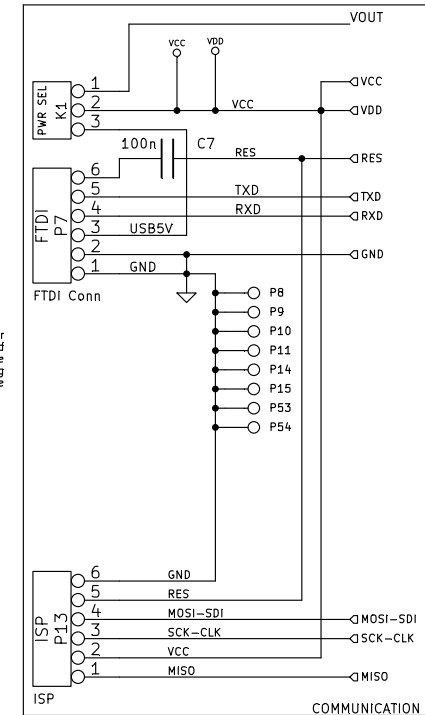 VOUT
VCC
VDD
PWR SEL
K1
1
2
3
VCC
VCC
VDD
100n
C7
RES
RES
FTDI
P7
6
5
4
3
2
1
TXD
TXD
RXD
RXD
USB5V
GND
GND
FTDI Conn
P8
P9
P10
P11
P14
P15
P53
P54
ISP
P13
6
5
4
3
2
1
GND
RES
MOSI-SDI
MOSI-SDI
SCK-CLK
SCK-CLK
VCC
MISO
MISO
ISP
COMMUNICATION